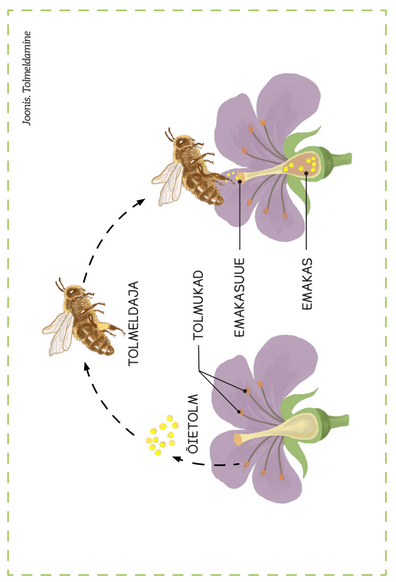 Joonis. Tolmeldamine
TOLMELDAJA
ÕIETOLM
TOLMUKAD
EMAKASUUE
EMAKAS